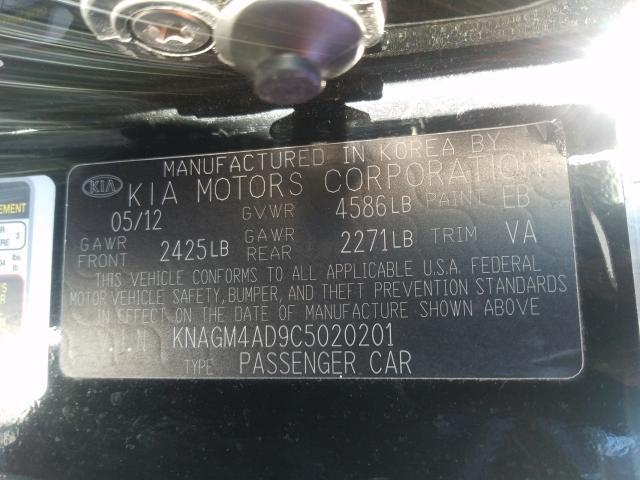 MANUFACTURED IN KOREA BY
KIA KIA MOTORS CORPORATION
05/12 GVWR 4586LB PAINT EB
GAWR FRONT 2425LB GAWR REAR 2271LB TRIM VA
THIS VEHICLE CONFORMS TO ALL APPLICABLE U.S.A. FEDERAL
MOTOR VEHICLE SAFETY, BUMPER, AND THEFT PREVENTION STANDARDS
IN EFFECT ON THE DATE OF MANUFACTURE SHOWN ABOVE
KNAGM4AD9C5020201
TYPE PASSENGER CAR